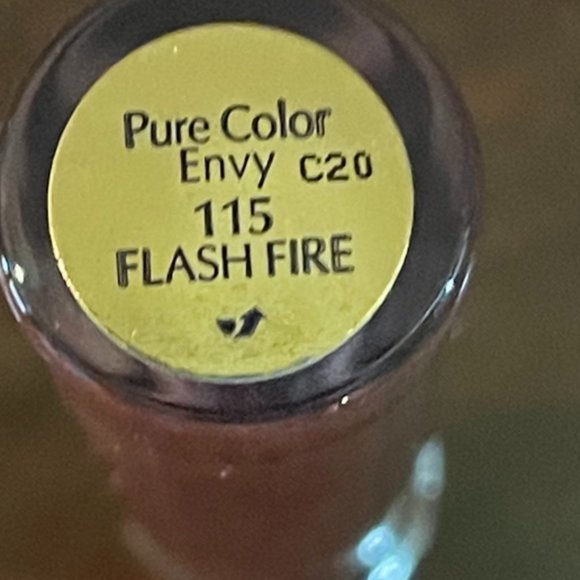 Pure Color
Envy C20
115
FLASH FIRE